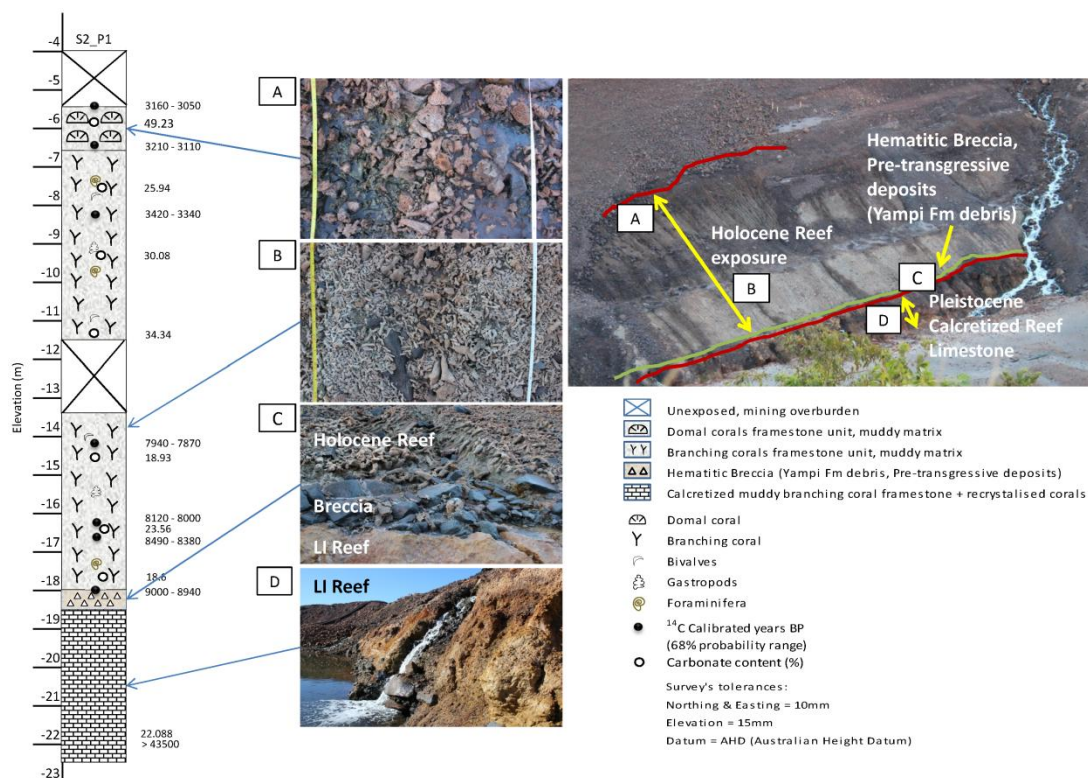 S2_P1
Elevation (m)
-4
-5
-6
-7
-8
-9
-10
-11
-12
-13
-14
-15
-16
-17
-18
-19
-20
-21
-22
-23
3160 - 3050
49.23
3210 - 3110
25.94
3420 - 3340
30.08
34.34
7940 - 7870
18.93
8120 - 8000
23.56
8490 - 8380
18.6
9000 - 8940
22.088
> 43500
A
B
C
Holocene Reef
Breccia
LI Reef
D
LI Reef
Hematitic Breccia,
Pre-transgressive
deposits
(Yampi Fm debris)
A
Holocene Reef
exposure
B
C
D
Pleistocene
Calcretized Reef
Limestone
Unexposed, mining overburden
Domal corals framestone unit, muddy matrix
Branching corals framestone unit, muddy matrix
Hematitic Breccia (Yampi Fm debris, Pre-transgressive deposits)
Calcretized muddy branching coral framestone + recrystalised corals
Domal coral
Branching coral
Bivalves
Gastropods
Foraminifera
14C Calibrated years BP
(68% probability range)
Carbonate content (%)
Survey's tolerances:
Northing & Easting = 10mm
Elevation = 15mm
Datum = AHD (Australian Height Datum)